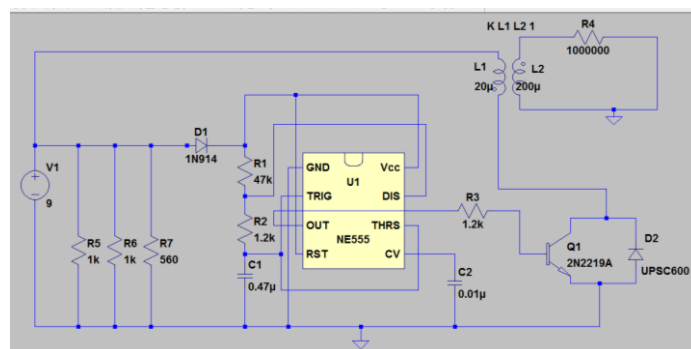 K L1 L2 1
R4
1000000
L1
20µ
L2
200µ
D1
1N914
V1
9
R1
47k
R5
1k
R6
1k
R7
560
R2
1.2k
C1
0.47µ
GND
Vcc
U1
TRIG
DIS
OUT
THRS
NE555
RST
CV
R3
1.2k
C2
0.01µ
Q1
2N2219A
D2
UPSC600